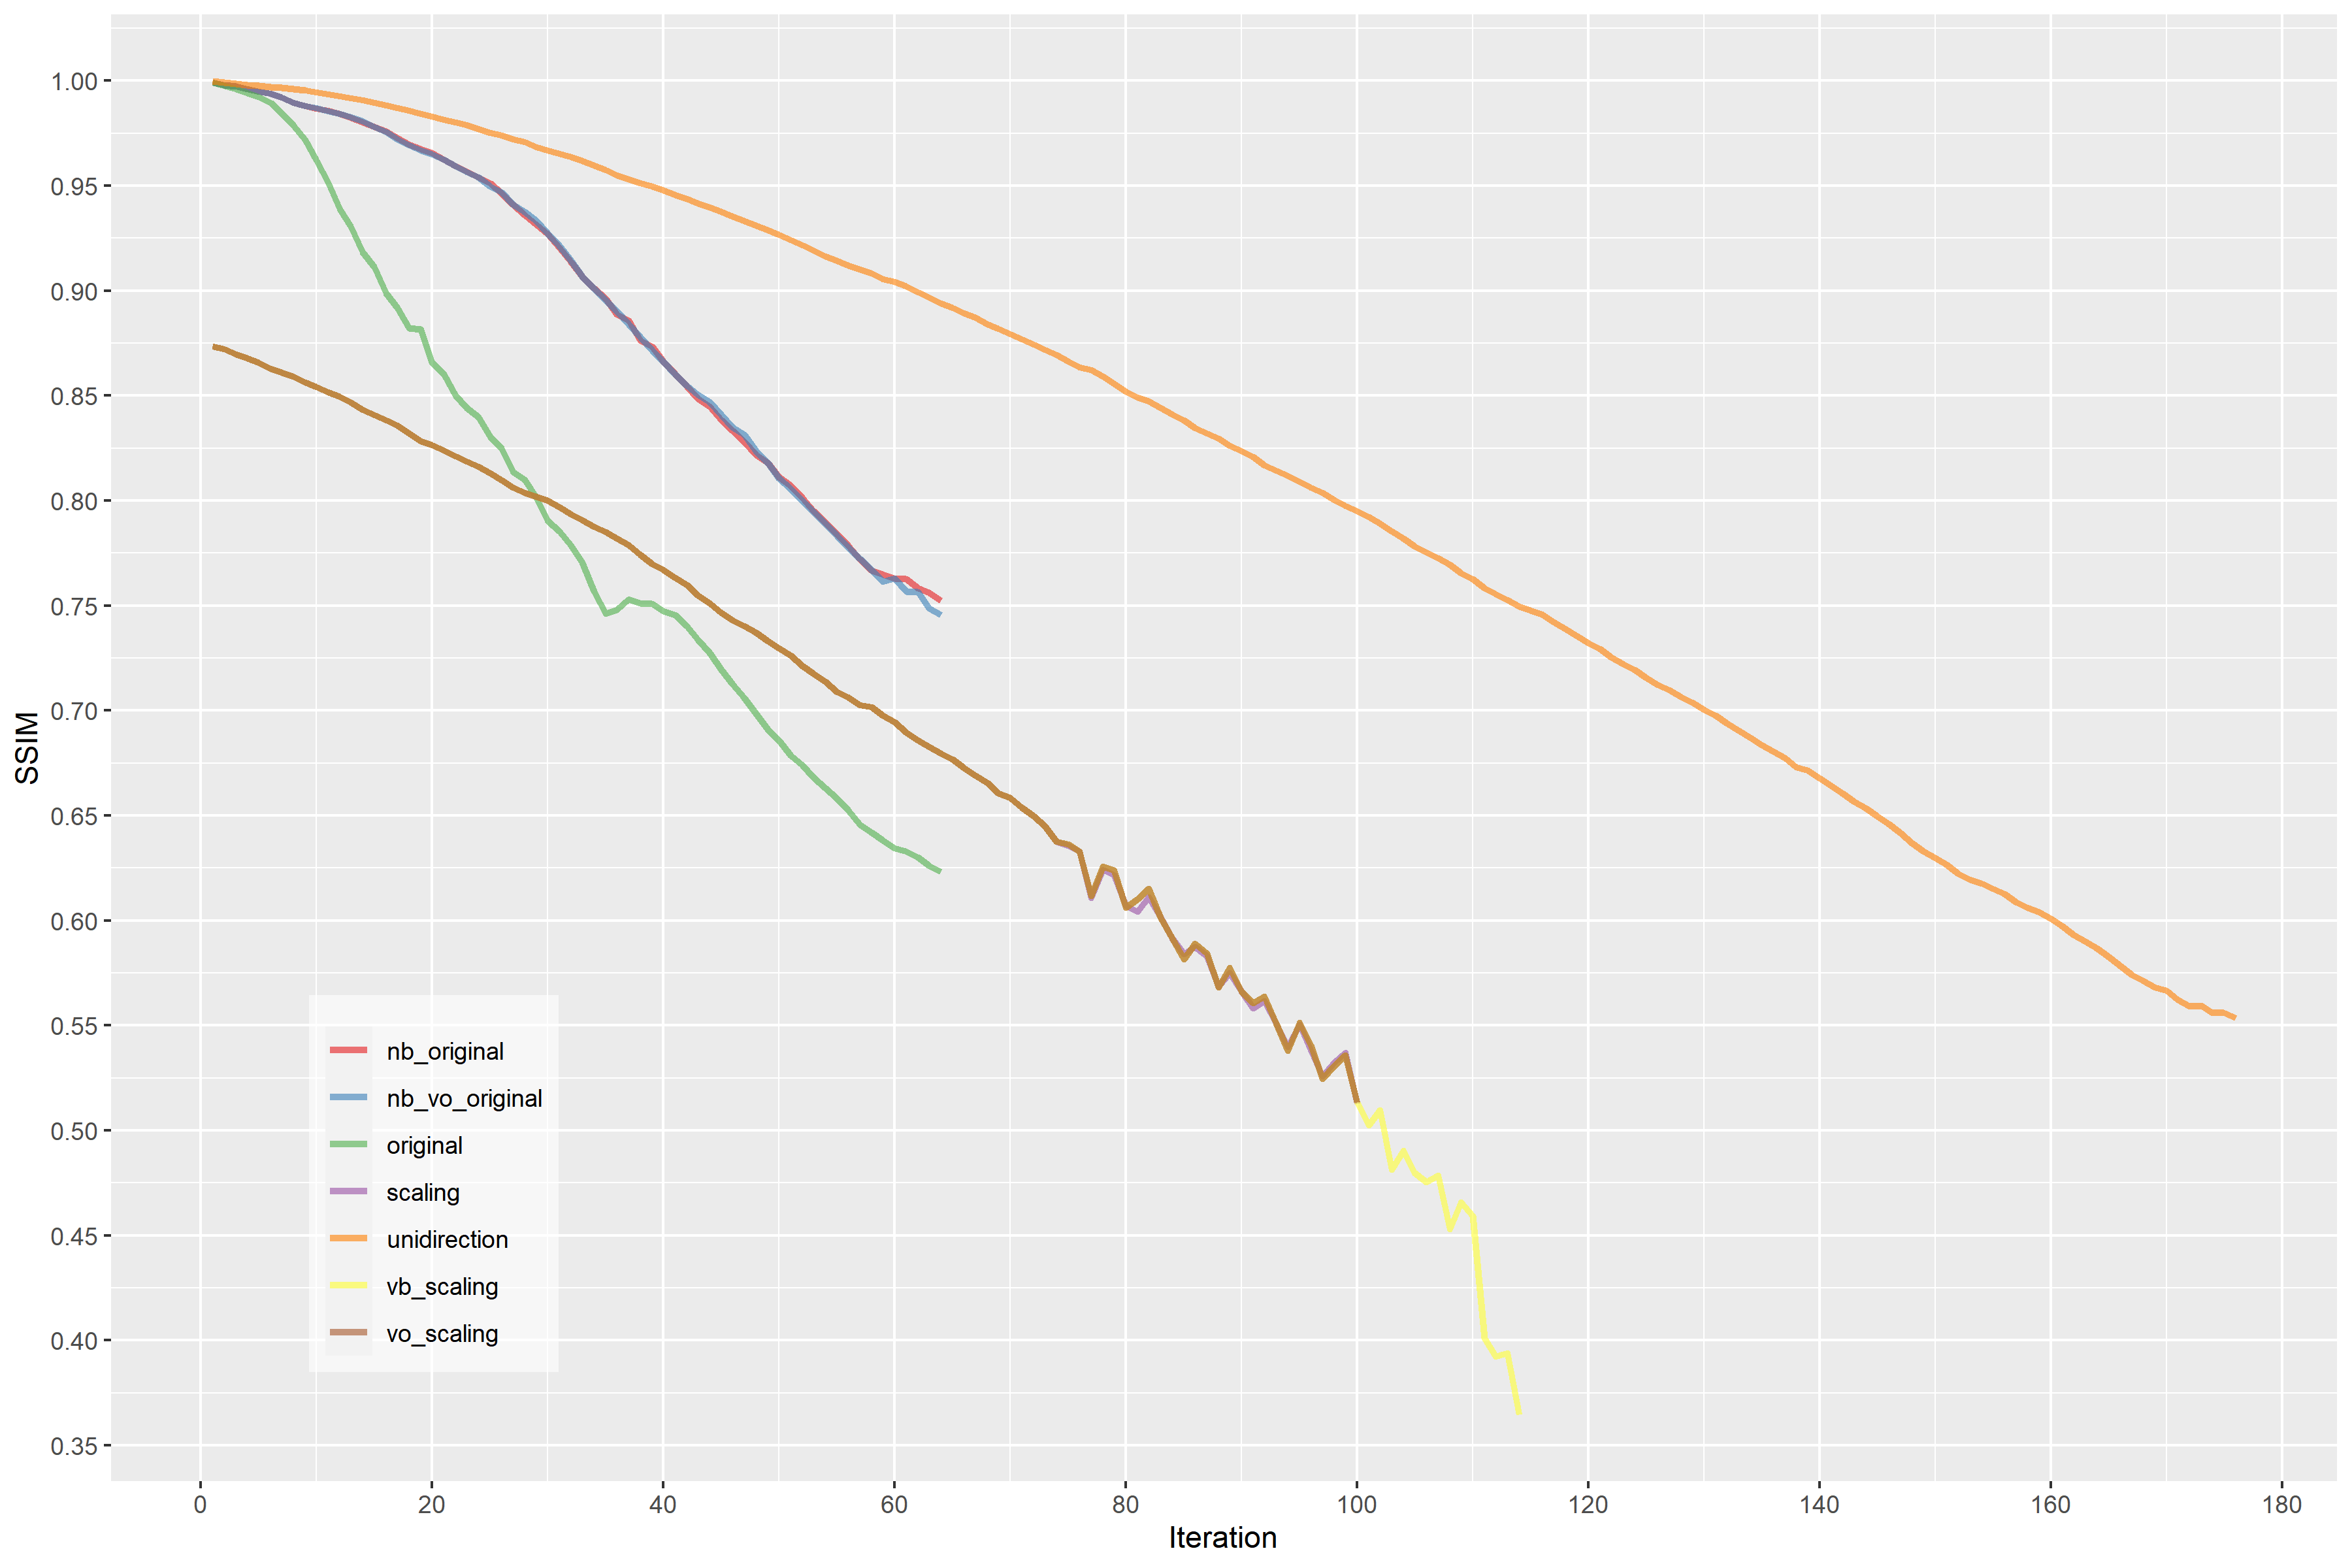 1.00
0.95
0.90
0.85
0.80
0.75
0.70
0.65
0.60
0.55
0.50
0.45
0.40
0.35
SSIM
nb_original
nb_vo_original
original
scaling
unidirection
vb_scaling
vo_scaling
0 20 40 60 80 100 120 140 160 180
Iteration